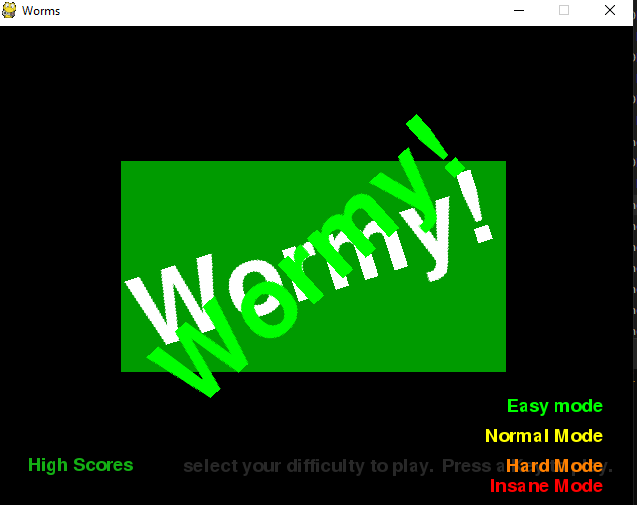 Worms
Wormy!
Wormy!
Easy mode
Normal Mode
High Scores
select your difficulty to play. Press a
Hard Mode
Insane Mode